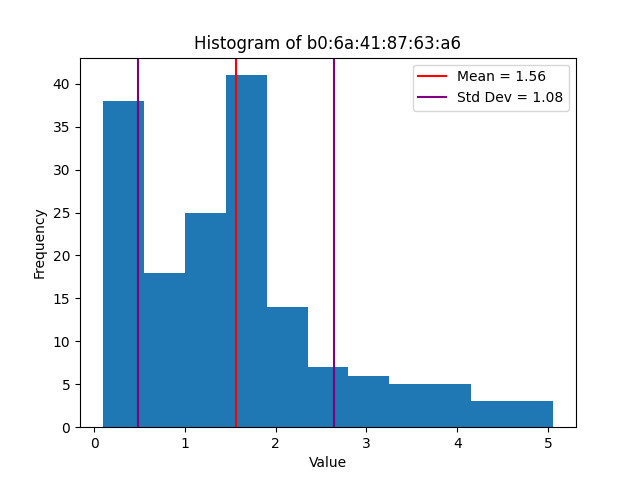 Histogram of b0:6a:41:87:63:a6
Mean = 1.56
Std Dev = 1.08
Frequency
40
35
30
25
20
15
10
5
0
0 1 2 3 4 5
Value